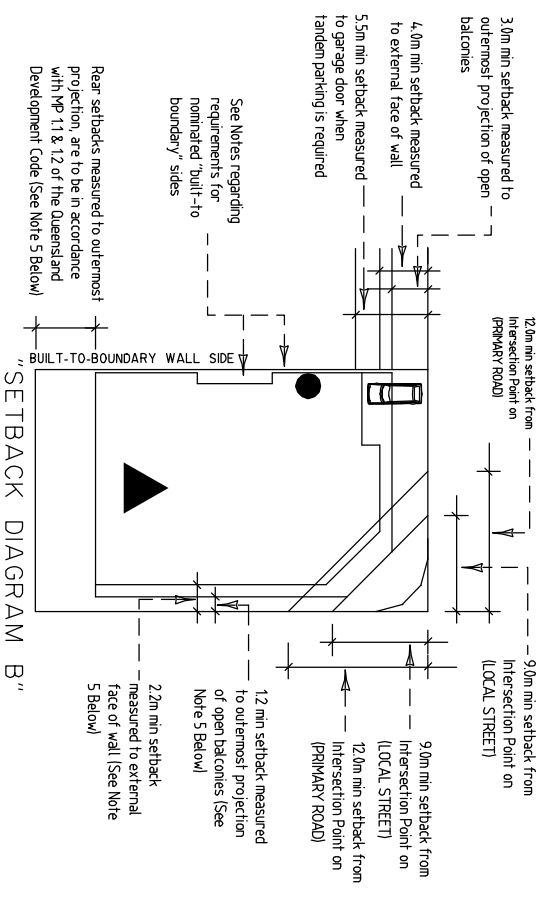 3.0m min setback measured to
outermost projection of open
balconies
4.0m min setback measured
to external face of wall
5.5m min setback measured
to garage door when
tandem parking is required
See Notes regarding
requirements for
nominated "built-to
boundary" sides
Rear setbacks measured to outermost
projection, are to be in accordance
with MP 1.1 & 1.2 of the Queensland
Development Code (See Note 5 Below)
12.0m min setback from
Intersection Point on
(PRIMARY ROAD)
9.0m min setback from
Intersection Point on
(LOCAL STREET)
BUILT-TO-BOUNDARY WALL SIDE
9.0m min setback from
Intersection Point on
(LOCAL STREET)
12.0m min setback from
Intersection Point on
(PRIMARY ROAD)
1.2 min setback measured
to outermost projection
of open balconies (See
Note 5 Below)
2.2m min setback
measured to external
face of wall (See Note
5 Below)
"SETBACK DIAGRAM B"